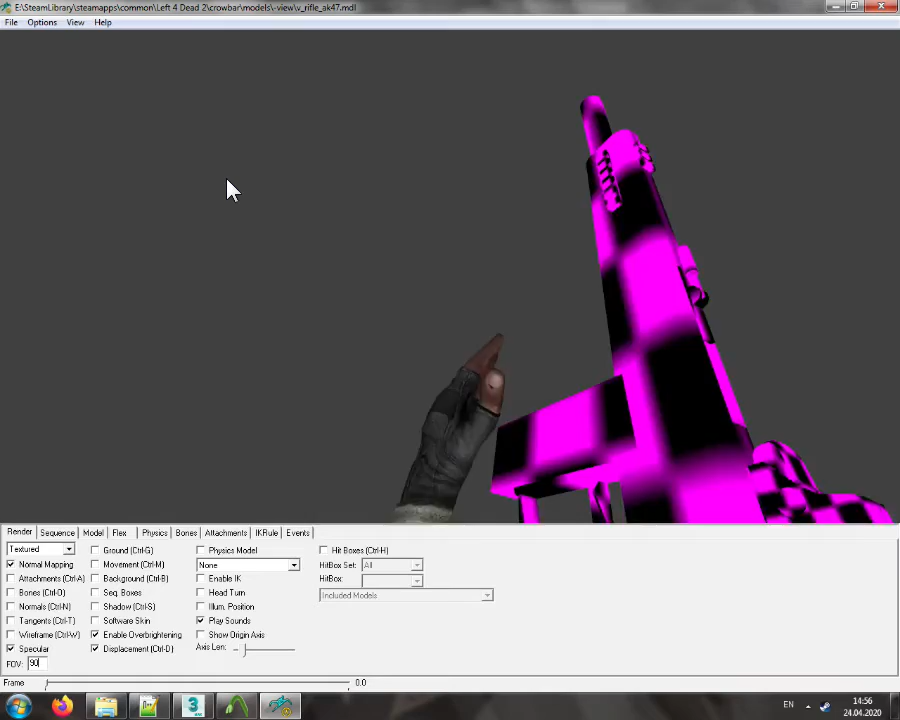 E:\SteamLibrary\steamapps\common\Left 4 Dead 2\crowbar\models\-view\v_rifle_ak47.mdl
File Options View Help
Render Sequence Model Flex Physics Bones Attachments IKRule Events
Textured Ground (Ctrl-G) Physics Model Hit Boxes (Ctrl-H)
Normal Mapping Movement (Ctrl-M) None HitBox Set: All
Attachments (Ctrl-A) Background (Ctrl-B) Enable IK HitBox:
Bones (Ctrl-O) Seq. Boxes Head Turn Included Models
Normals (Ctrl-N) Shadow (Ctrl-S) Illum. Position
Tangents (Ctrl-T) Software Skin Play Sounds
Wireframe (Ctrl-W) Enable Overbrightening Show Origin Axis
Specular Displacement (Ctrl-D) Axis Len:
FOV: 90
Frame 0.0
EN 14:56
24.04.2020